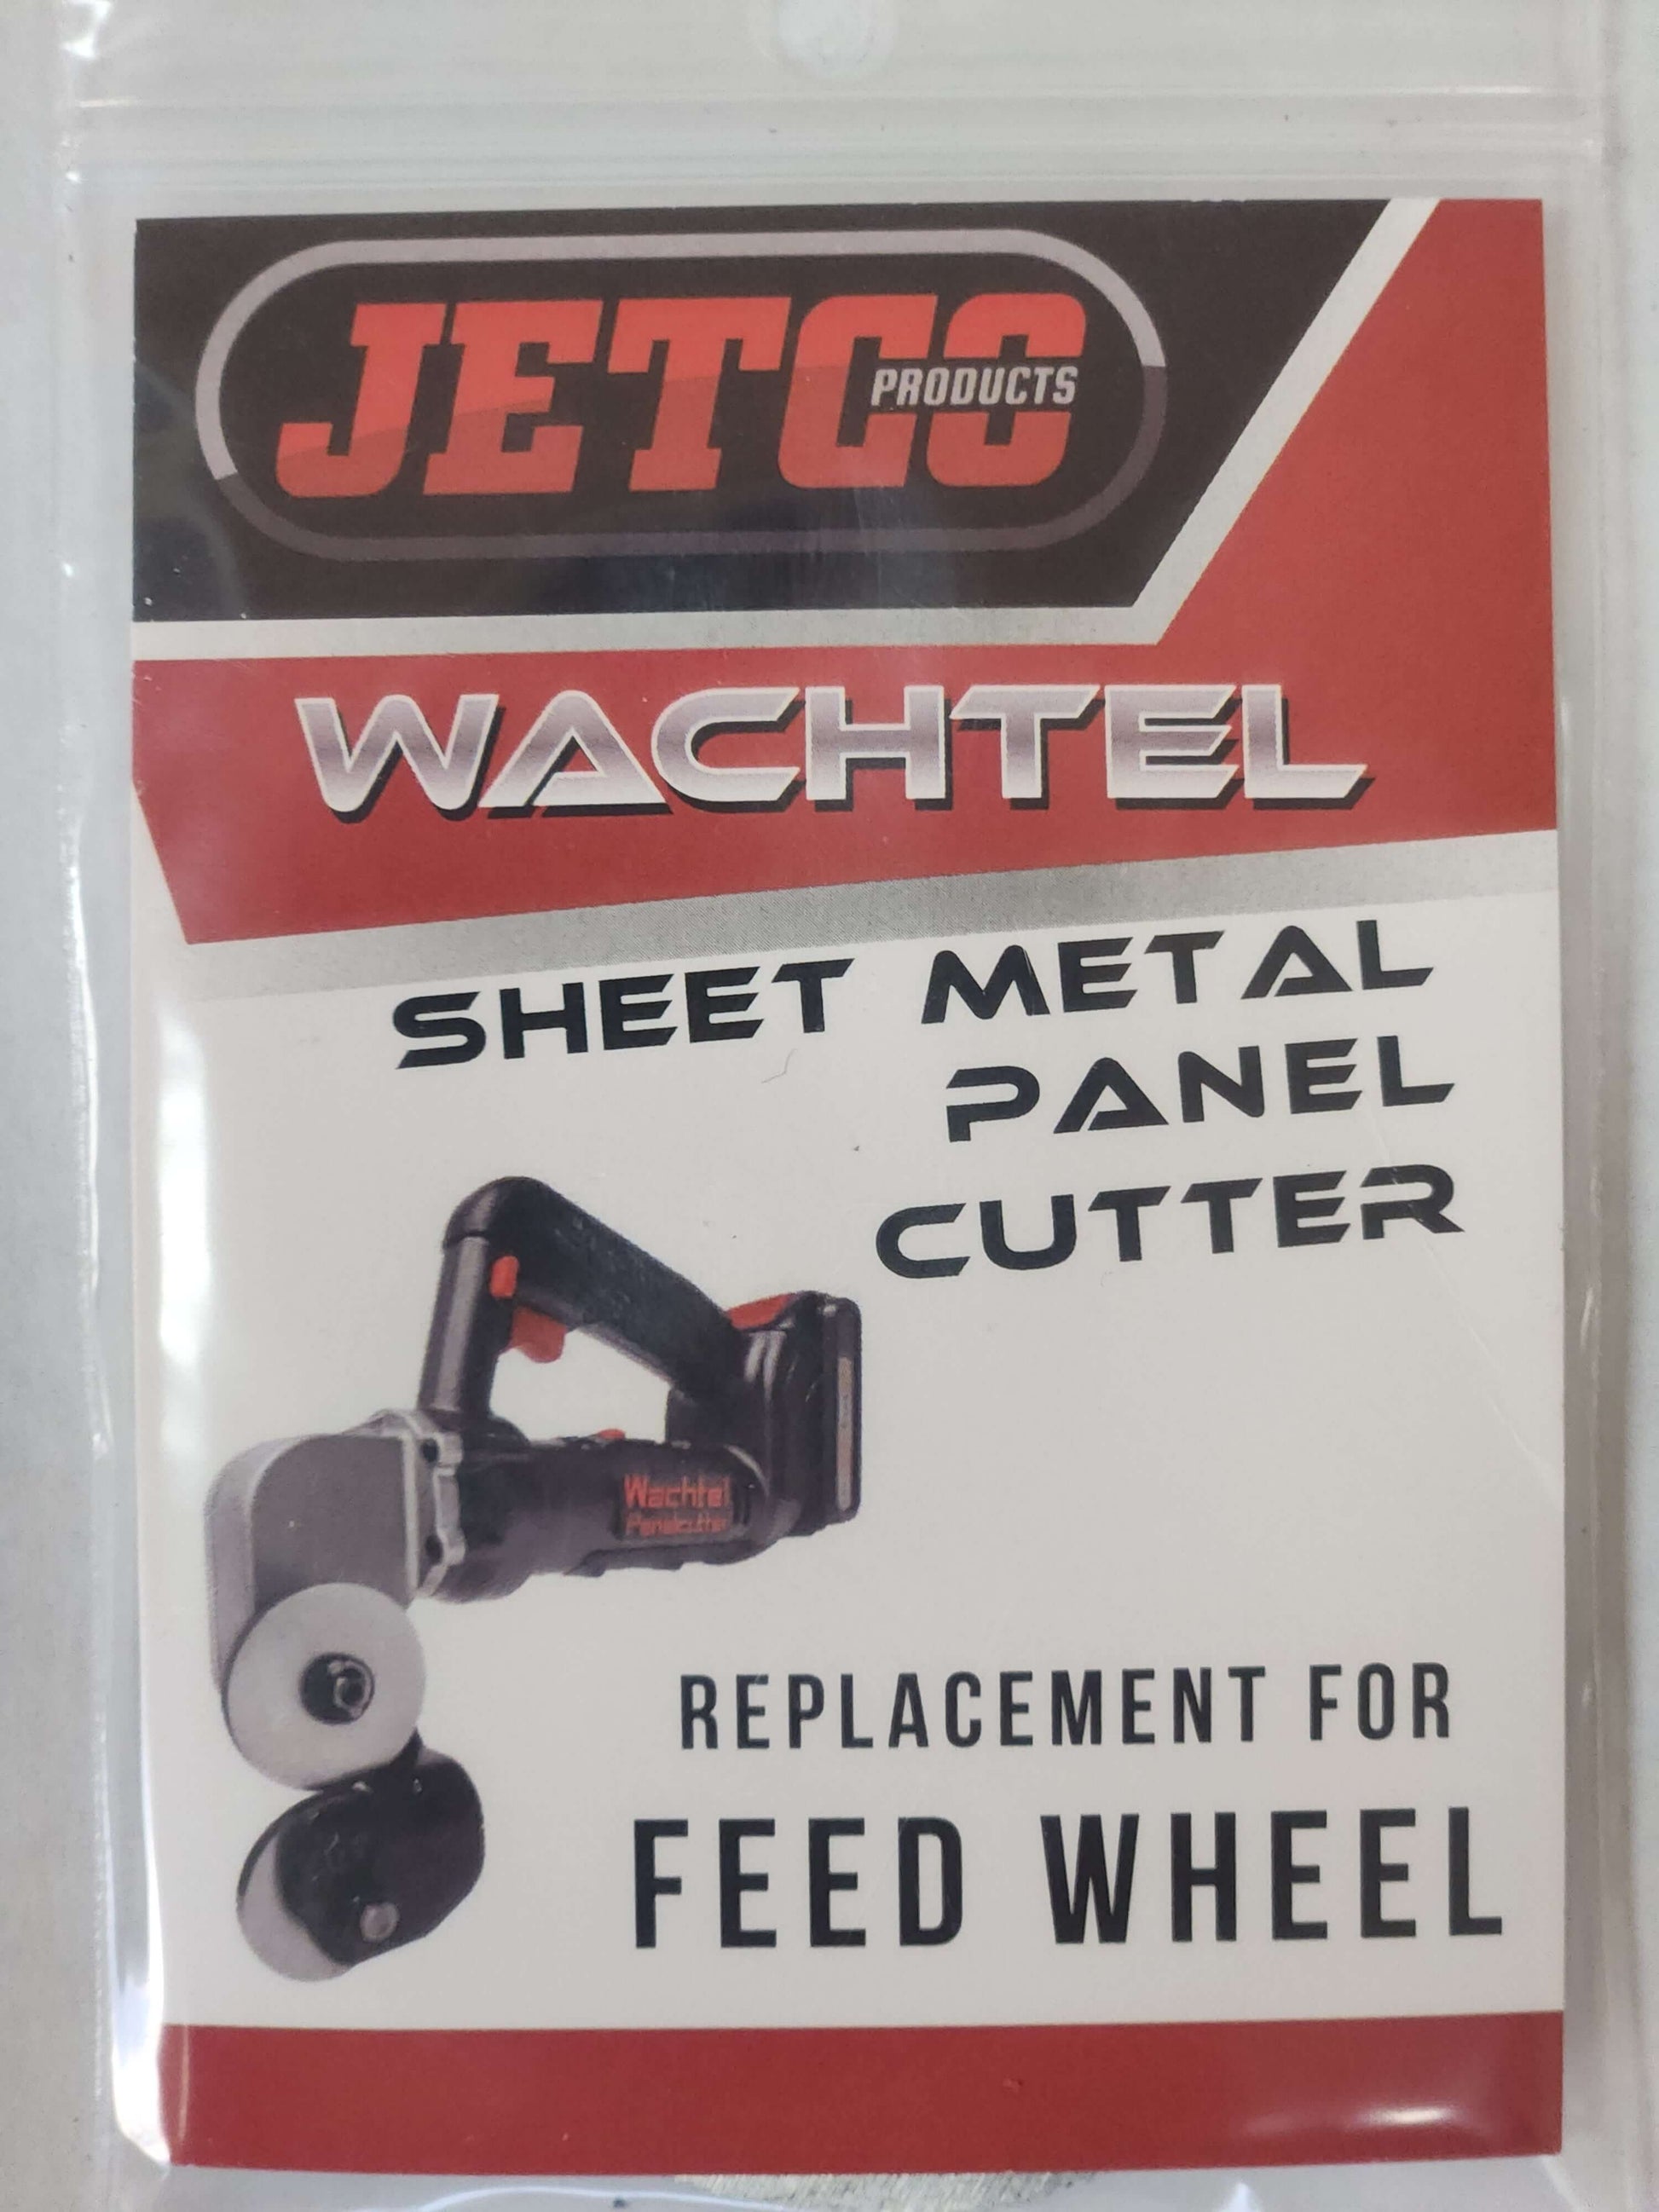 JETCO
PRODUCTS
WACHTEL
SHEET METAL
PANEL
CUTTER
Wachtel
Panelcutter
REPLACEMENT FOR
FEED WHEEL